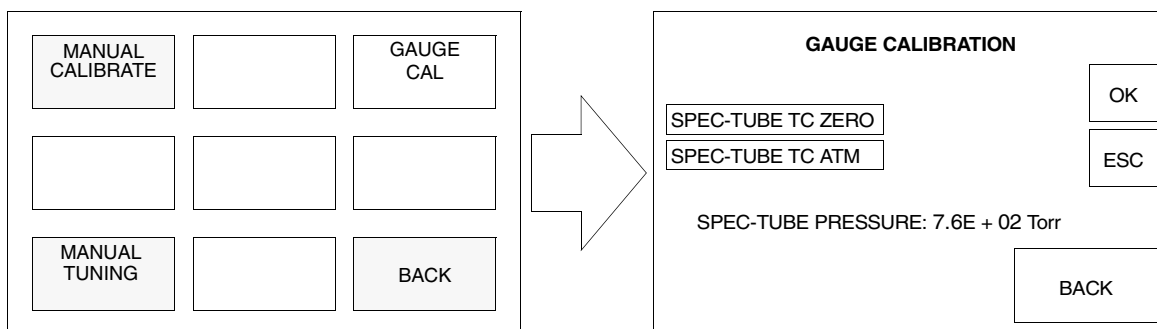 MANUAL
CALIBRATE
GAUGE
CAL
MANUAL
TUNING
BACK
GAUGE CALIBRATION
OK
SPEC-TUBE TC ZERO
SPEC-TUBE TC ATM
ESC
SPEC-TUBE PRESSURE: 7.6E + 02 Torr
BACK